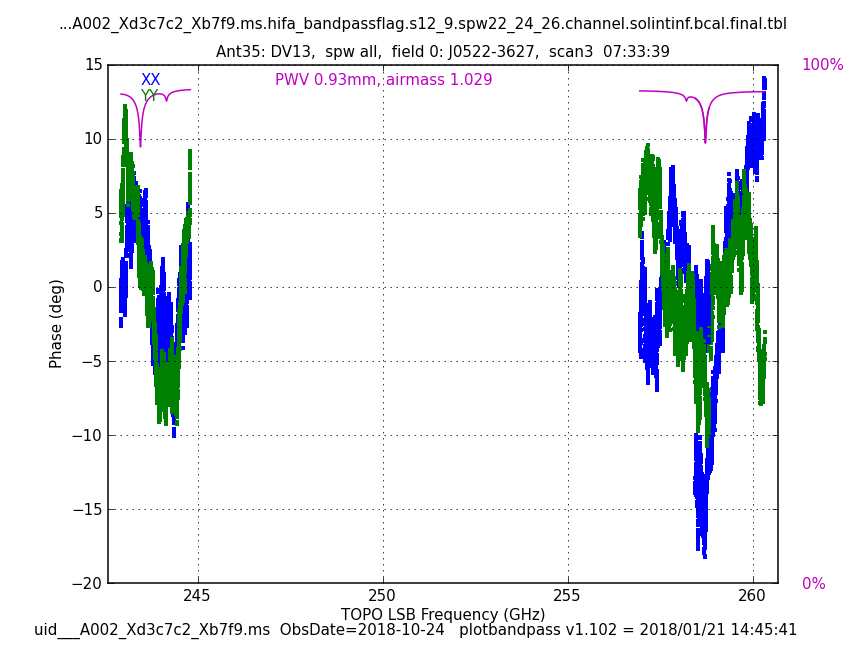 ...A002_Xd3c7c2_Xb7f9.ms.hifa_bandpassflag.s12_9.spw22_24_26.channel.solintinf.bcal.final.tbl
Ant35: DV13,  spw all,  field 0: J0522-3627,  scan3  07:33:39
15
10
5
0
−5
−10
−15
−20
Phase (deg)
XX
YY
PWV 0.93mm, airmass 1.029
100%
0%
245
250
255
260
TOPO LSB Frequency (GHz)
uid___A002_Xd3c7c2_Xb7f9.ms  ObsDate=2018-10-24   plotbandpass v1.102 = 2018/01/21 14:45:41